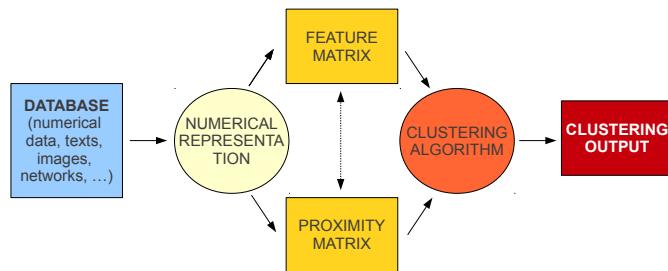 DATABASE
(numerical
data, texts,
images,
networks, …)
NUMERICAL
REPRESENTA
TION
FEATURE
MATRIX
PROXIMITY
MATRIX
CLUSTERING
ALGORITHM
CLUSTERING
OUTPUT